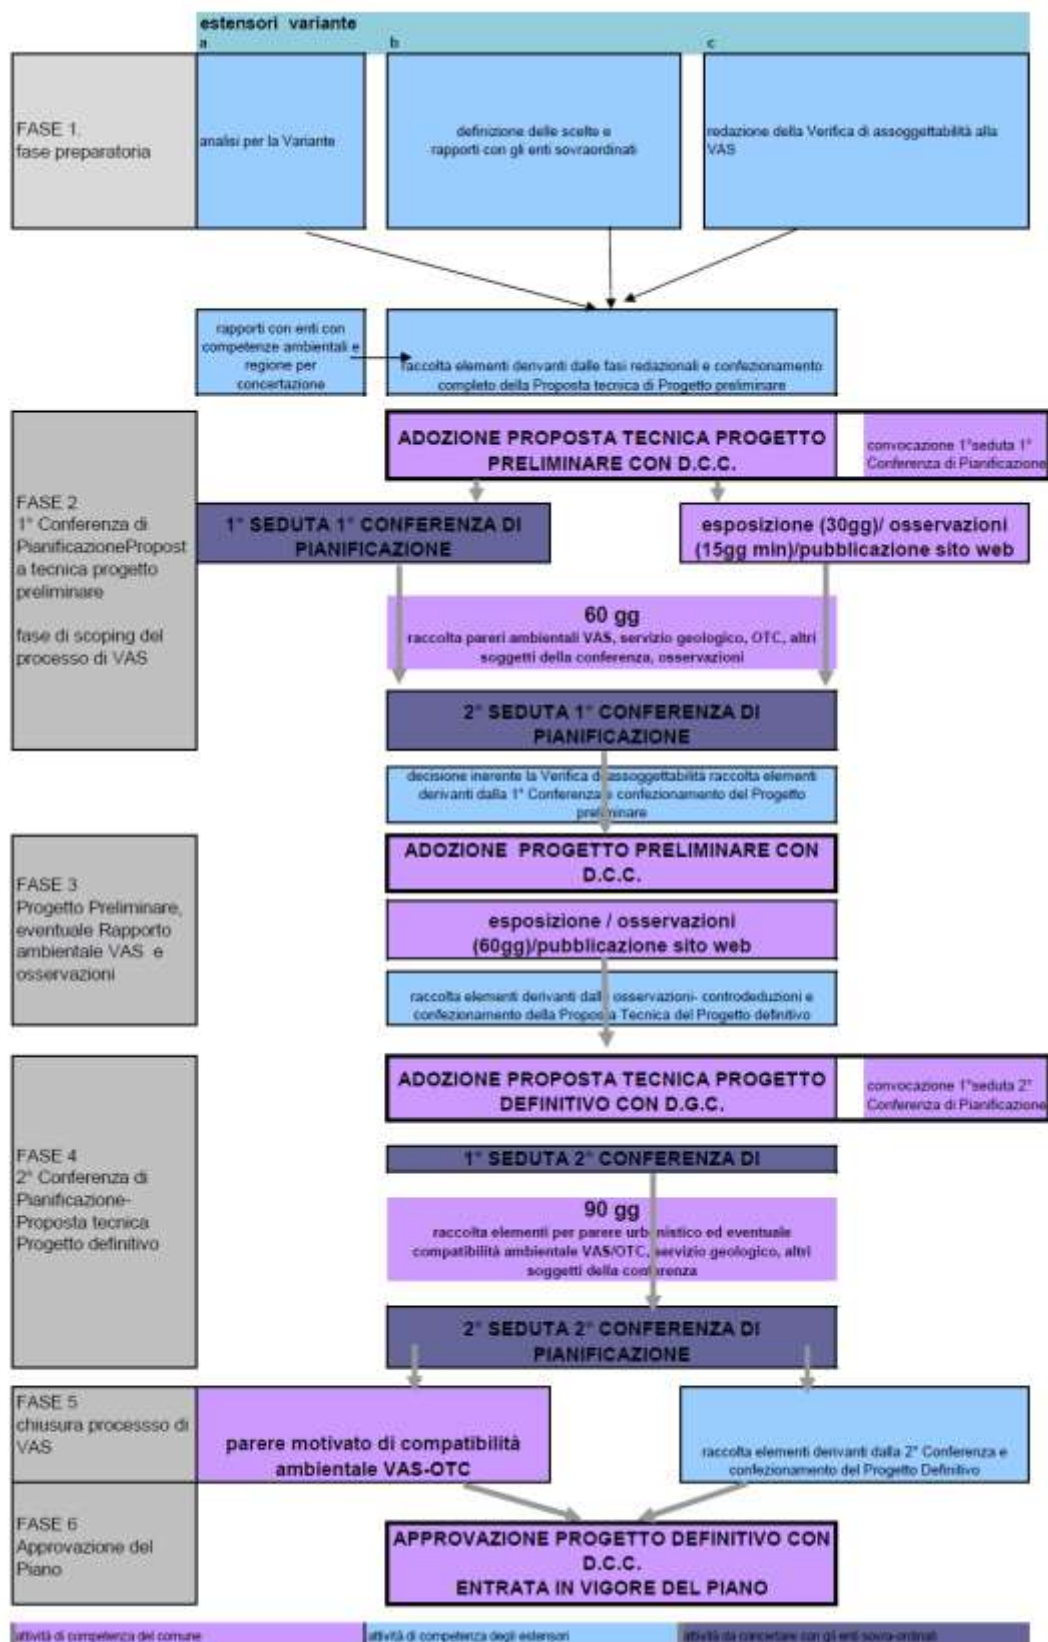 estensori variante
a b c
FASE 1.
fase preparatoria
analisi per la Variante
definizione delle scelte e
rapporti con gli enti sovraordinati
redazione della Verifica di assoggettabilità alla
VAS
rapporti con enti con
competenze ambientali e
regione per
concertazione
raccolta elementi derivanti dalle fasi redazionali e confezionamento
completo della Proposta tecnica di Progetto preliminare
ADOZIONE PROPOSTA TECNICA PROGETTO
PRELIMINARE CON D.C.C.
convocazione 1°seduta 1°
Conferenza di Pianificazione
FASE 2
1° Conferenza di
PianificazionePropost
a tecnica progetto
preliminare
fase di scoping del
processo di VAS
1° SEDUTA 1° CONFERENZA DI
PIANIFICAZIONE
esposizione (30gg)/ osservazioni
(15gg min)/pubblicazione sito web
60 gg
raccolta pareri ambientali VAS, servizio geologico, OTC, altri
soggetti della conferenza, osservazioni
2° SEDUTA 1° CONFERENZA DI
PIANIFICAZIONE
decisione inerente la Verifica di assoggettabilità raccolta elementi
derivanti dalla 1° Conferenza e confezionamento del Progetto
preliminare
FASE 3
Progetto Preliminare,
eventuale Rapporto
ambientale VAS e
osservazioni
ADOZIONE PROGETTO PRELIMINARE CON
D.C.C.
esposizione / osservazioni
(60gg)/pubblicazione sito web
raccolta elementi derivanti dalle osservazioni- controdeduzioni e
confezionamento della Proposta Tecnica del Progetto definitivo
FASE 4
2° Conferenza di
Pianificazione-
Proposta tecnica
Progetto definitivo
ADOZIONE PROPOSTA TECNICA PROGETTO
DEFINITIVO CON D.G.C.
convocazione 1°seduta 2°
Conferenza di Pianificazione
1° SEDUTA 2° CONFERENZA DI
90 gg
raccolta elementi per parere urbanistico ed eventuale
compatibilità ambientale VAS/OTC, servizio geologico, altri
soggetti della conferenza
2° SEDUTA 2° CONFERENZA DI
PIANIFICAZIONE
FASE 5
chiusura processso di
VAS
parere motivato di compatibilità
ambientale VAS-OTC
raccolta elementi derivanti dalla 2° Conferenza e
confezionamento del Progetto Definitivo
FASE 6
Approvazione del
Piano
APPROVAZIONE PROGETTO DEFINITIVO CON
D.C.C.
ENTRATA IN VIGORE DEL PIANO
attività di competenza del comune
attività di competenza degli estensori
attività da concertare con gli enti sovra-ordinati